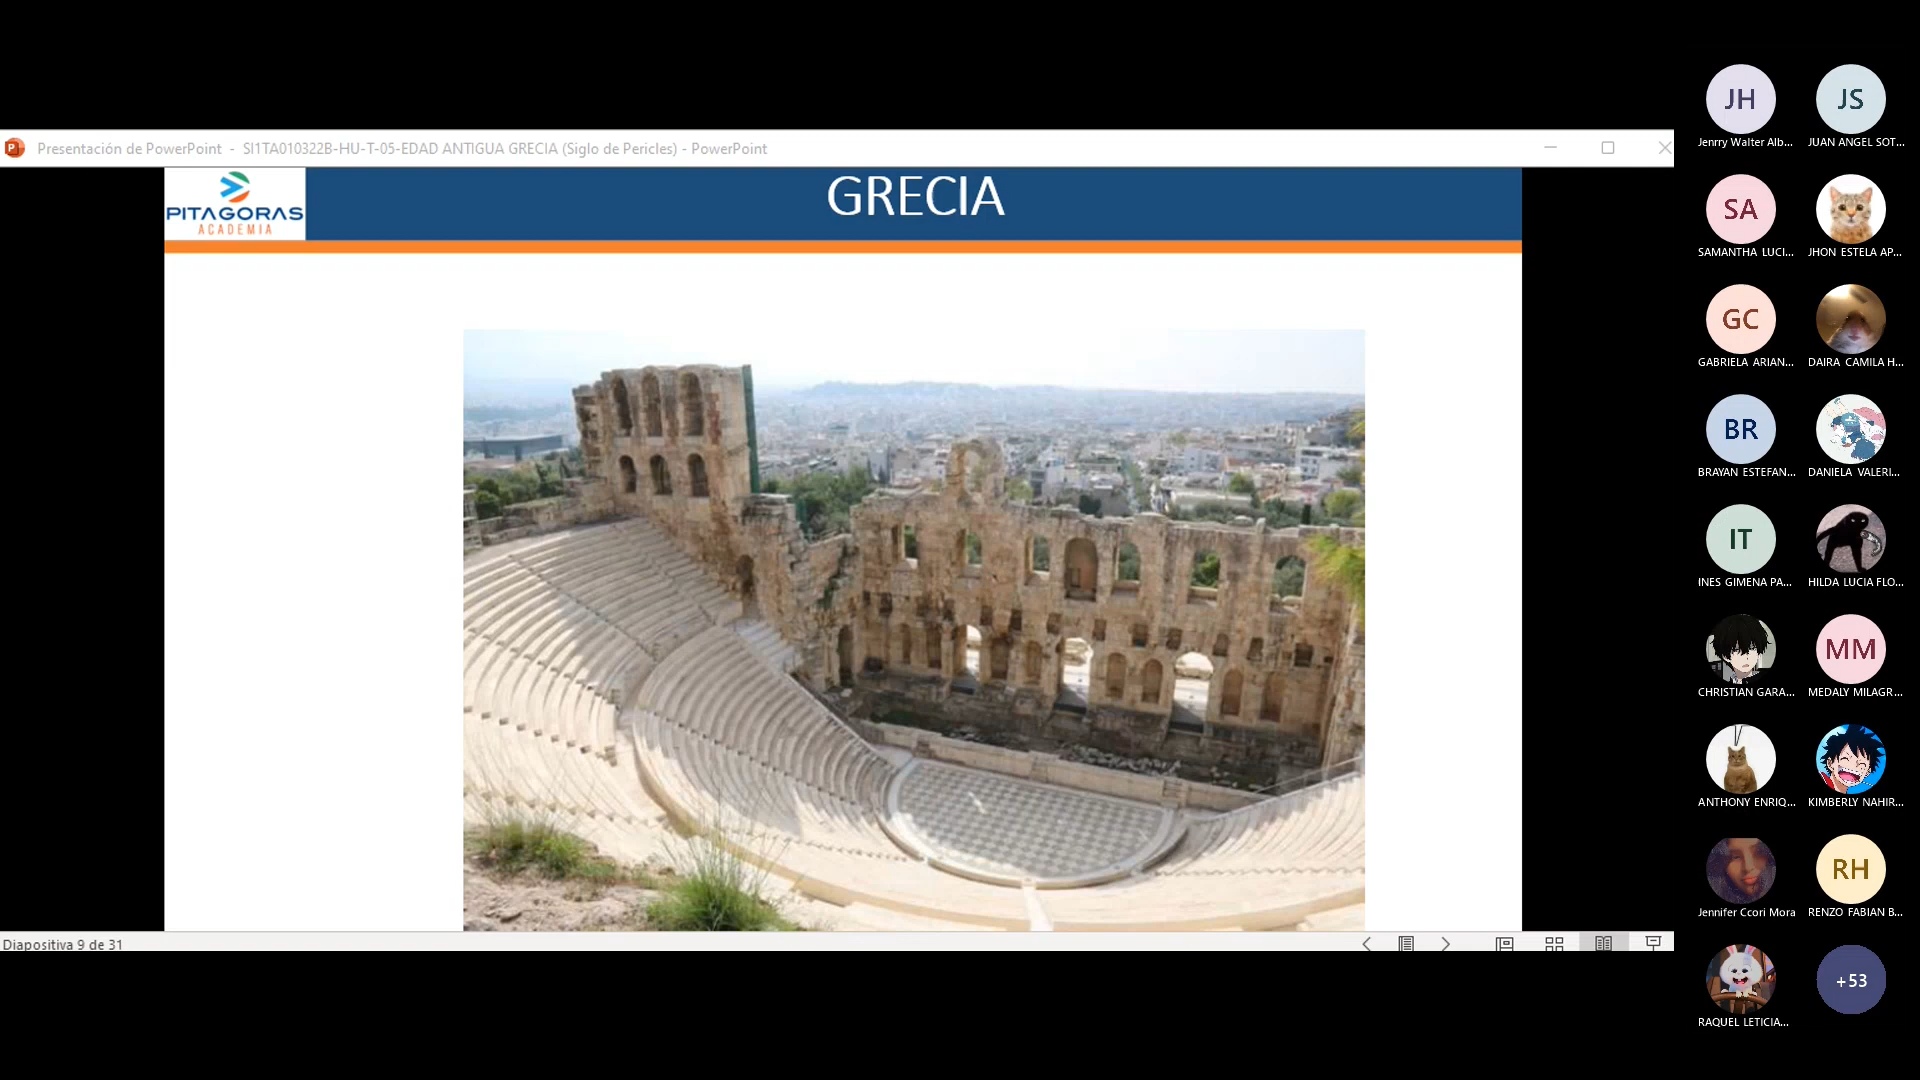 Presentación de PowerPoint - SI1TA010322B-HU-T-05-EDAD ANTIGUA GRECIA (Siglo de Pericles) - PowerPoint
PITAGORAS
ACADEMIA
GRECIA
Diapositiva 9 de 31
JH
Jenrry Walter Alb...
JS
JUAN ANGEL SOT...
SA
SAMANTHA LUCI...
JHON ESTELA AP...
GC
GABRIELA ARIAN...
DAIRA CAMILA H...
BR
BRAYAN ESTEFAN...
DANIELA VALERI...
IT
INES GIMENA PA...
HILDA LUCIA FLO...
CHRISTIAN GARA...
MM
MEDALY MILAGR...
ANTHONY ENRIQ...
KIMBERLY NAHIR...
Jennifer Ccori Mora
RH
RENZO FABIAN B...
RAQUEL LETICIA...
+53